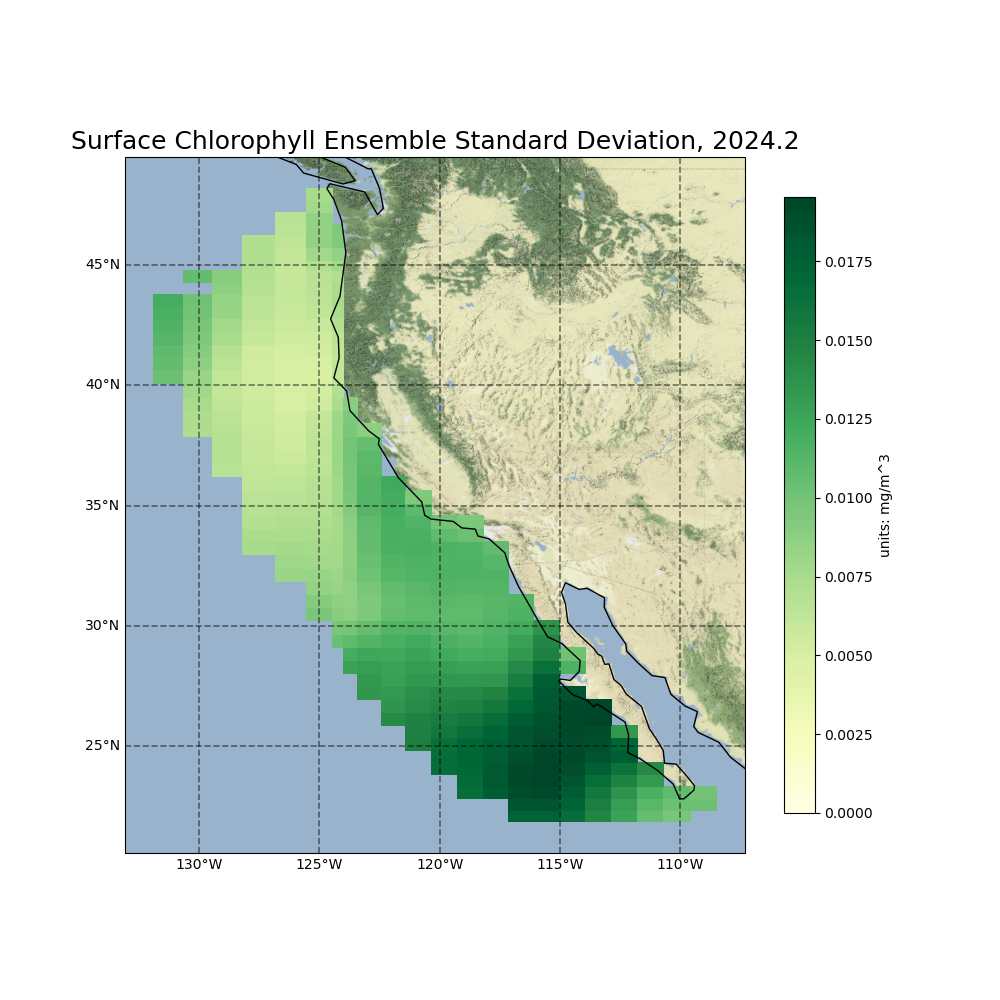 Surface Chlorophyll Ensemble Standard Deviation, 2024.2
45°N
40°N
35°N
30°N
25°N
130°W
125°W
120°W
115°W
110°W
0.0175
0.0150
0.0125
0.0100
0.0075
0.0050
0.0025
0.0000
units: mg/m^3